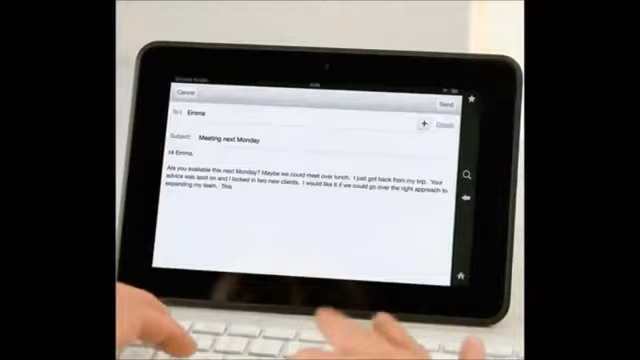 Cancel
Send
To: Emma
+ Details
Subject: Meeting next Monday
Hi Emma,
Are you available this next Monday? Maybe we could meet over lunch. I just got back from my trip. Your
advice was spot on and I locked in two new clients. I would like it if we could go over the right approach to
expanding my team. This